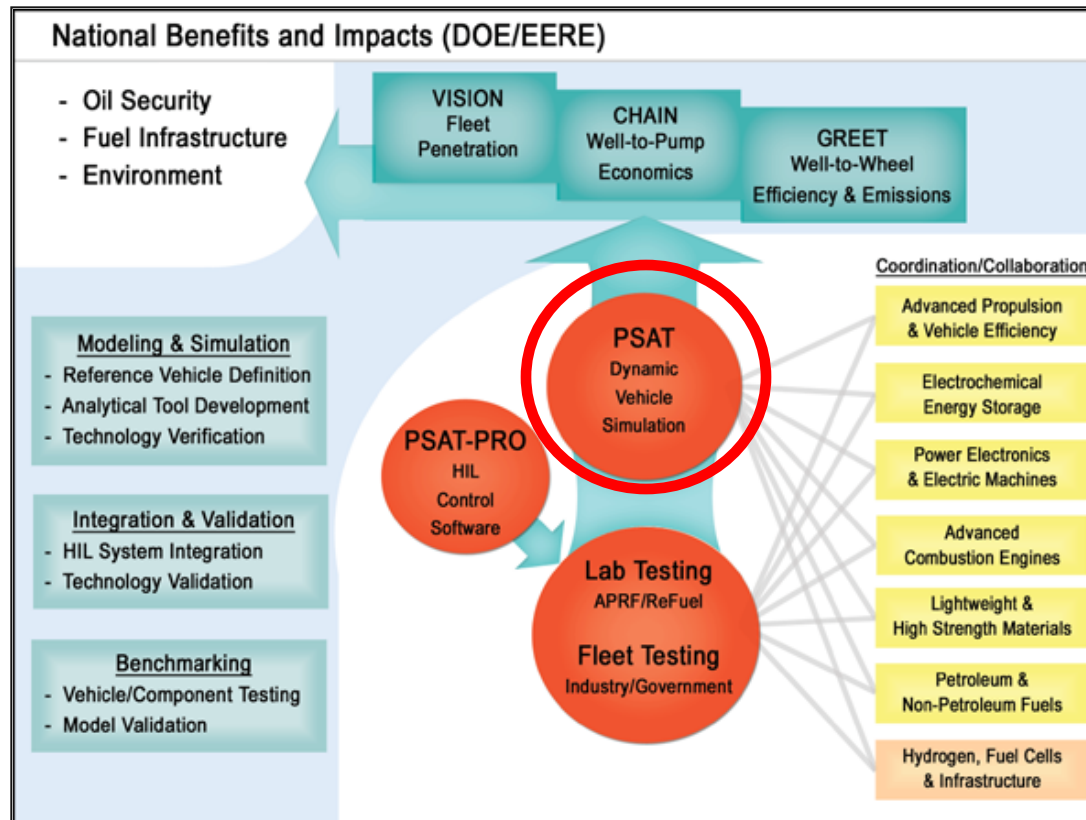 National Benefits and Impacts (DOE/EERE)
- Oil Security
- Fuel Infrastructure
- Environment
VISION
Fleet
Penetration
CHAIN
Well-to-Pump
Economics
GREET
Well-to-Wheel
Efficiency & Emissions
Modeling & Simulation
- Reference Vehicle Definition
- Analytical Tool Development
- Technology Verification
Integration & Validation
- HIL System Integration
- Technology Validation
Benchmarking
- Vehicle/Component Testing
- Model Validation
PSAT
Dynamic
Vehicle
Simulation
PSAT-PRO
HIL
Control
Software
Lab Testing
APRF/ReFuel
Fleet Testing
Industry/Government
Coordination/Collaboration
Advanced Propulsion
& Vehicle Efficiency
Electrochemical
Energy Storage
Power Electronics
& Electric Machines
Advanced
Combustion Engines
Lightweight &
High Strength Materials
Petroleum &
Non-Petroleum Fuels
Hydrogen, Fuel Cells
& Infrastructure